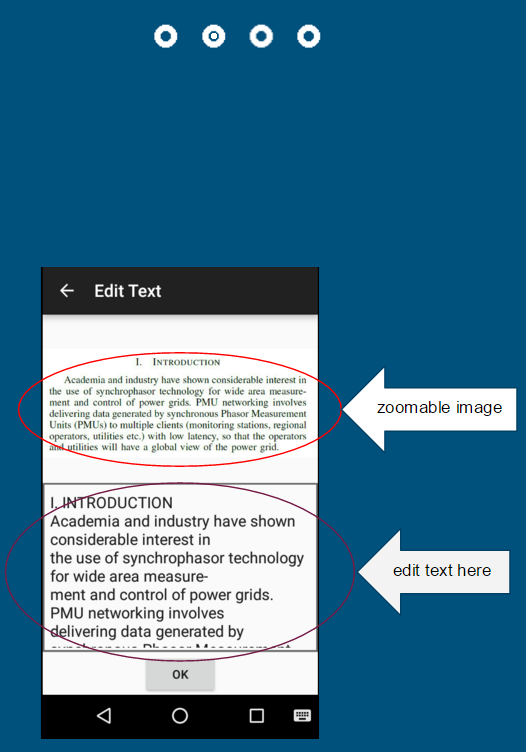 Edit Text
I. INTRODUCTION
Academia and industry have shown considerable interest in
the use of synchrophasor technology for wide area measure-
ment and control of power grids. PMU networking involves
delivering data generated by synchronous Phasor Measurement
Units (PMUs) to multiple clients (monitoring stations, regional
operators, utilities etc.) with low latency, so that the operators
and utilities will have a global view of the power grid.
zoomable image
I. INTRODUCTION
Academia and industry have shown
considerable interest in
the use of synchrophasor technology
for wide area measure-
ment and control of power grids.
PMU networking involves
delivering data generated by
synchronous Phasor Measurement
edit text here
OK